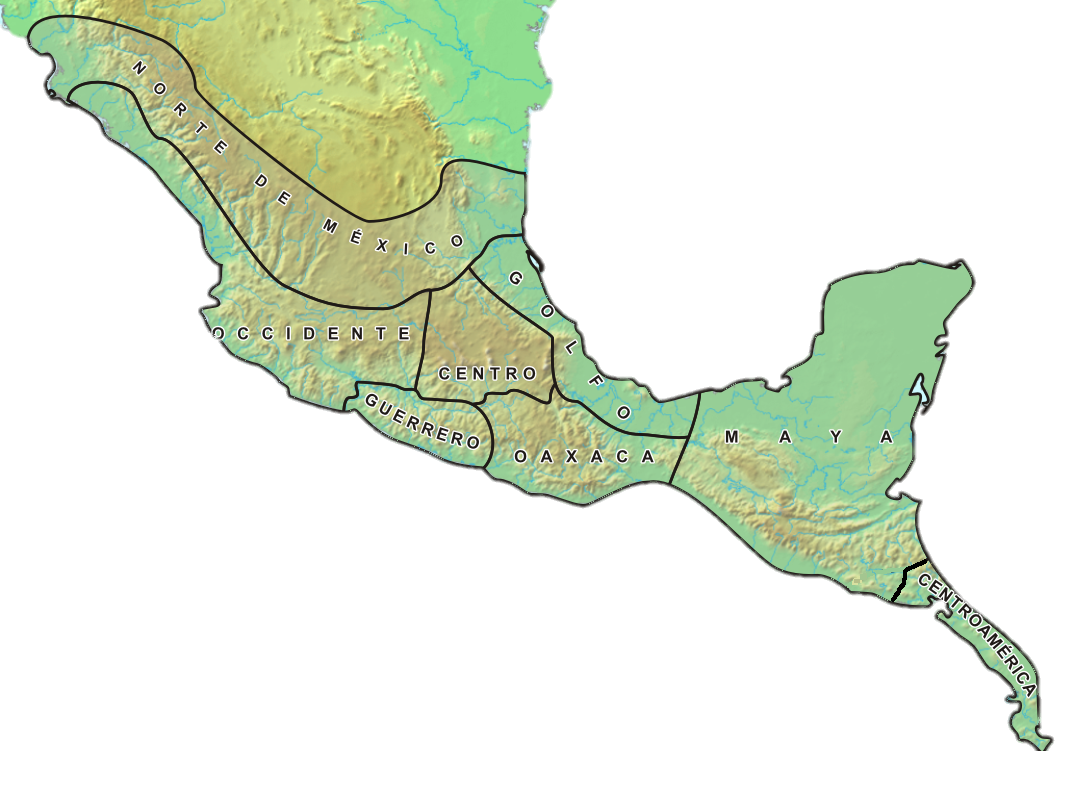 NORTE DE MÉXICO
GOLFO
OCCIDENTE
CENTRO
GUERRERO
OAXACA
MAYA
CENTROAMÉRICA